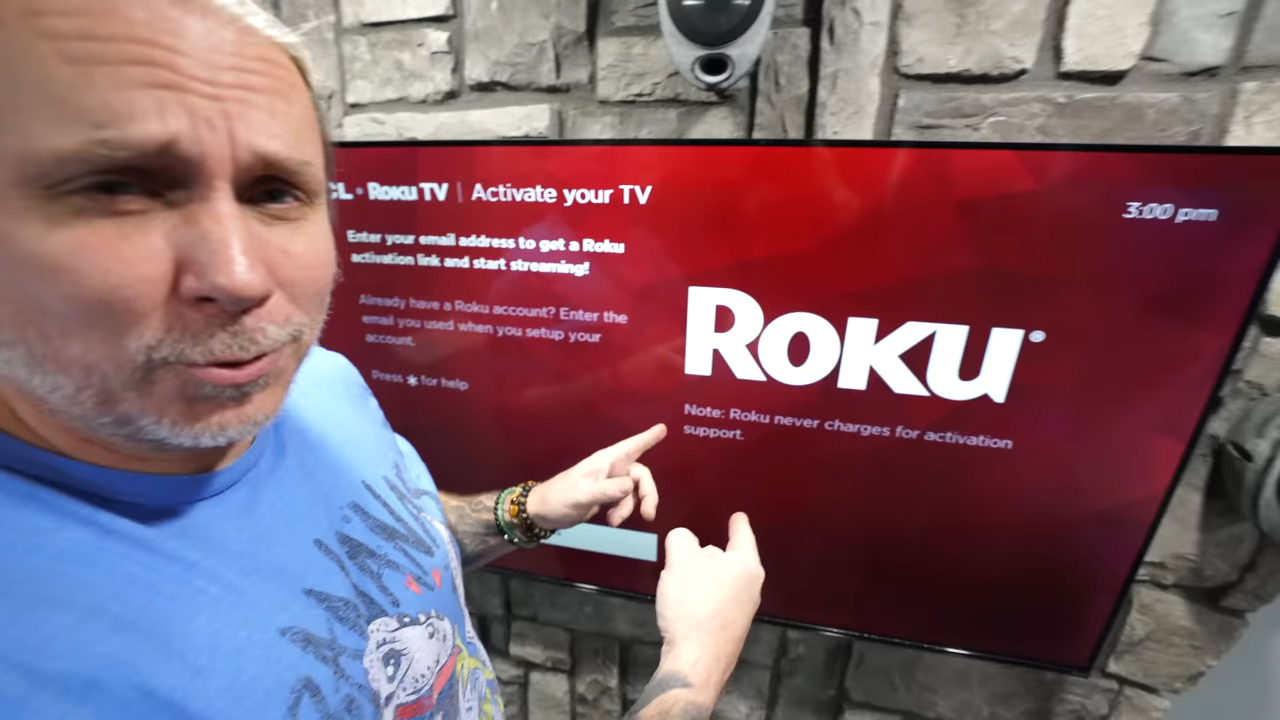 CL • Roku TV | Activate your TV
3:00 pm
Enter your email address to get a Roku
activation link and start streaming!
Already have a Roku account? Enter the
email you used when you setup your
account.
Press ✱ for help
ROKU®
Note: Roku never charges for activation
support.